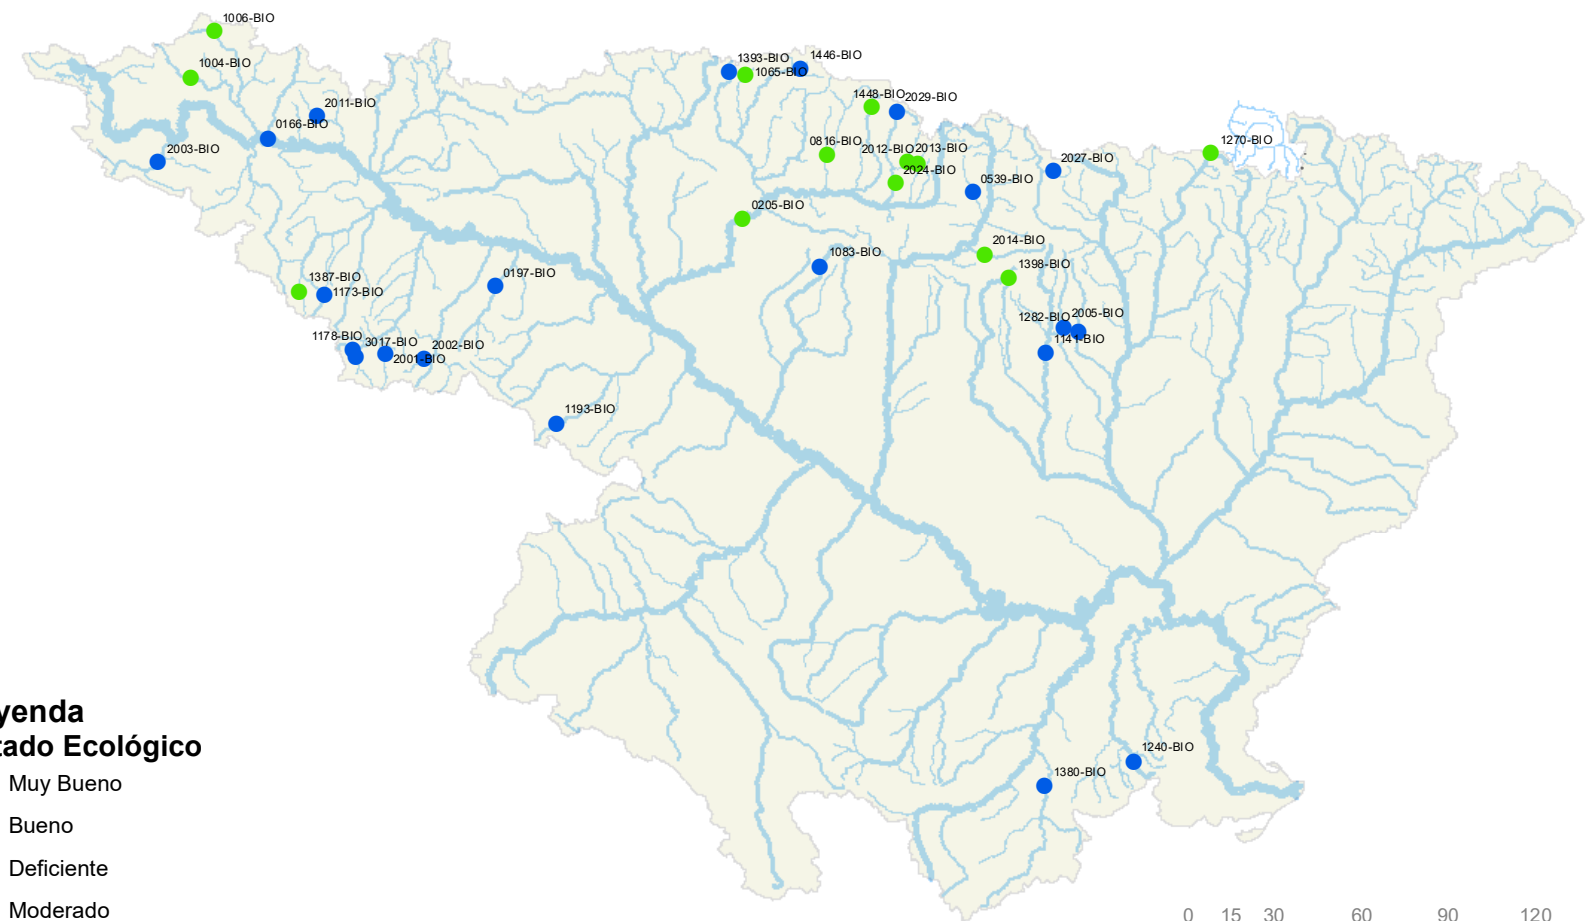 1006-BIO
1004-BIO
2011-BIO
0166-BIO
2003-BIO
1393-BIO
1065-BIO
1446-BIO
1448-BIO
2029-BIO
0816-BIO
2012-BIO
2013-BIO
2024-BIO
0539-BIO
2027-BIO
1270-BIO
0205-BIO
2014-BIO
1083-BIO
1398-BIO
1387-BIO
1173-BIO
0197-BIO
1282-BIO
2005-BIO
1141-BIO
1178-BIO
3017-BIO
2001-BIO
2002-BIO
1193-BIO
1240-BIO
1380-BIO
yenda
tado Ecológico
Muy Bueno
Bueno
Deficiente
Moderado
0 15 30 60 90 120